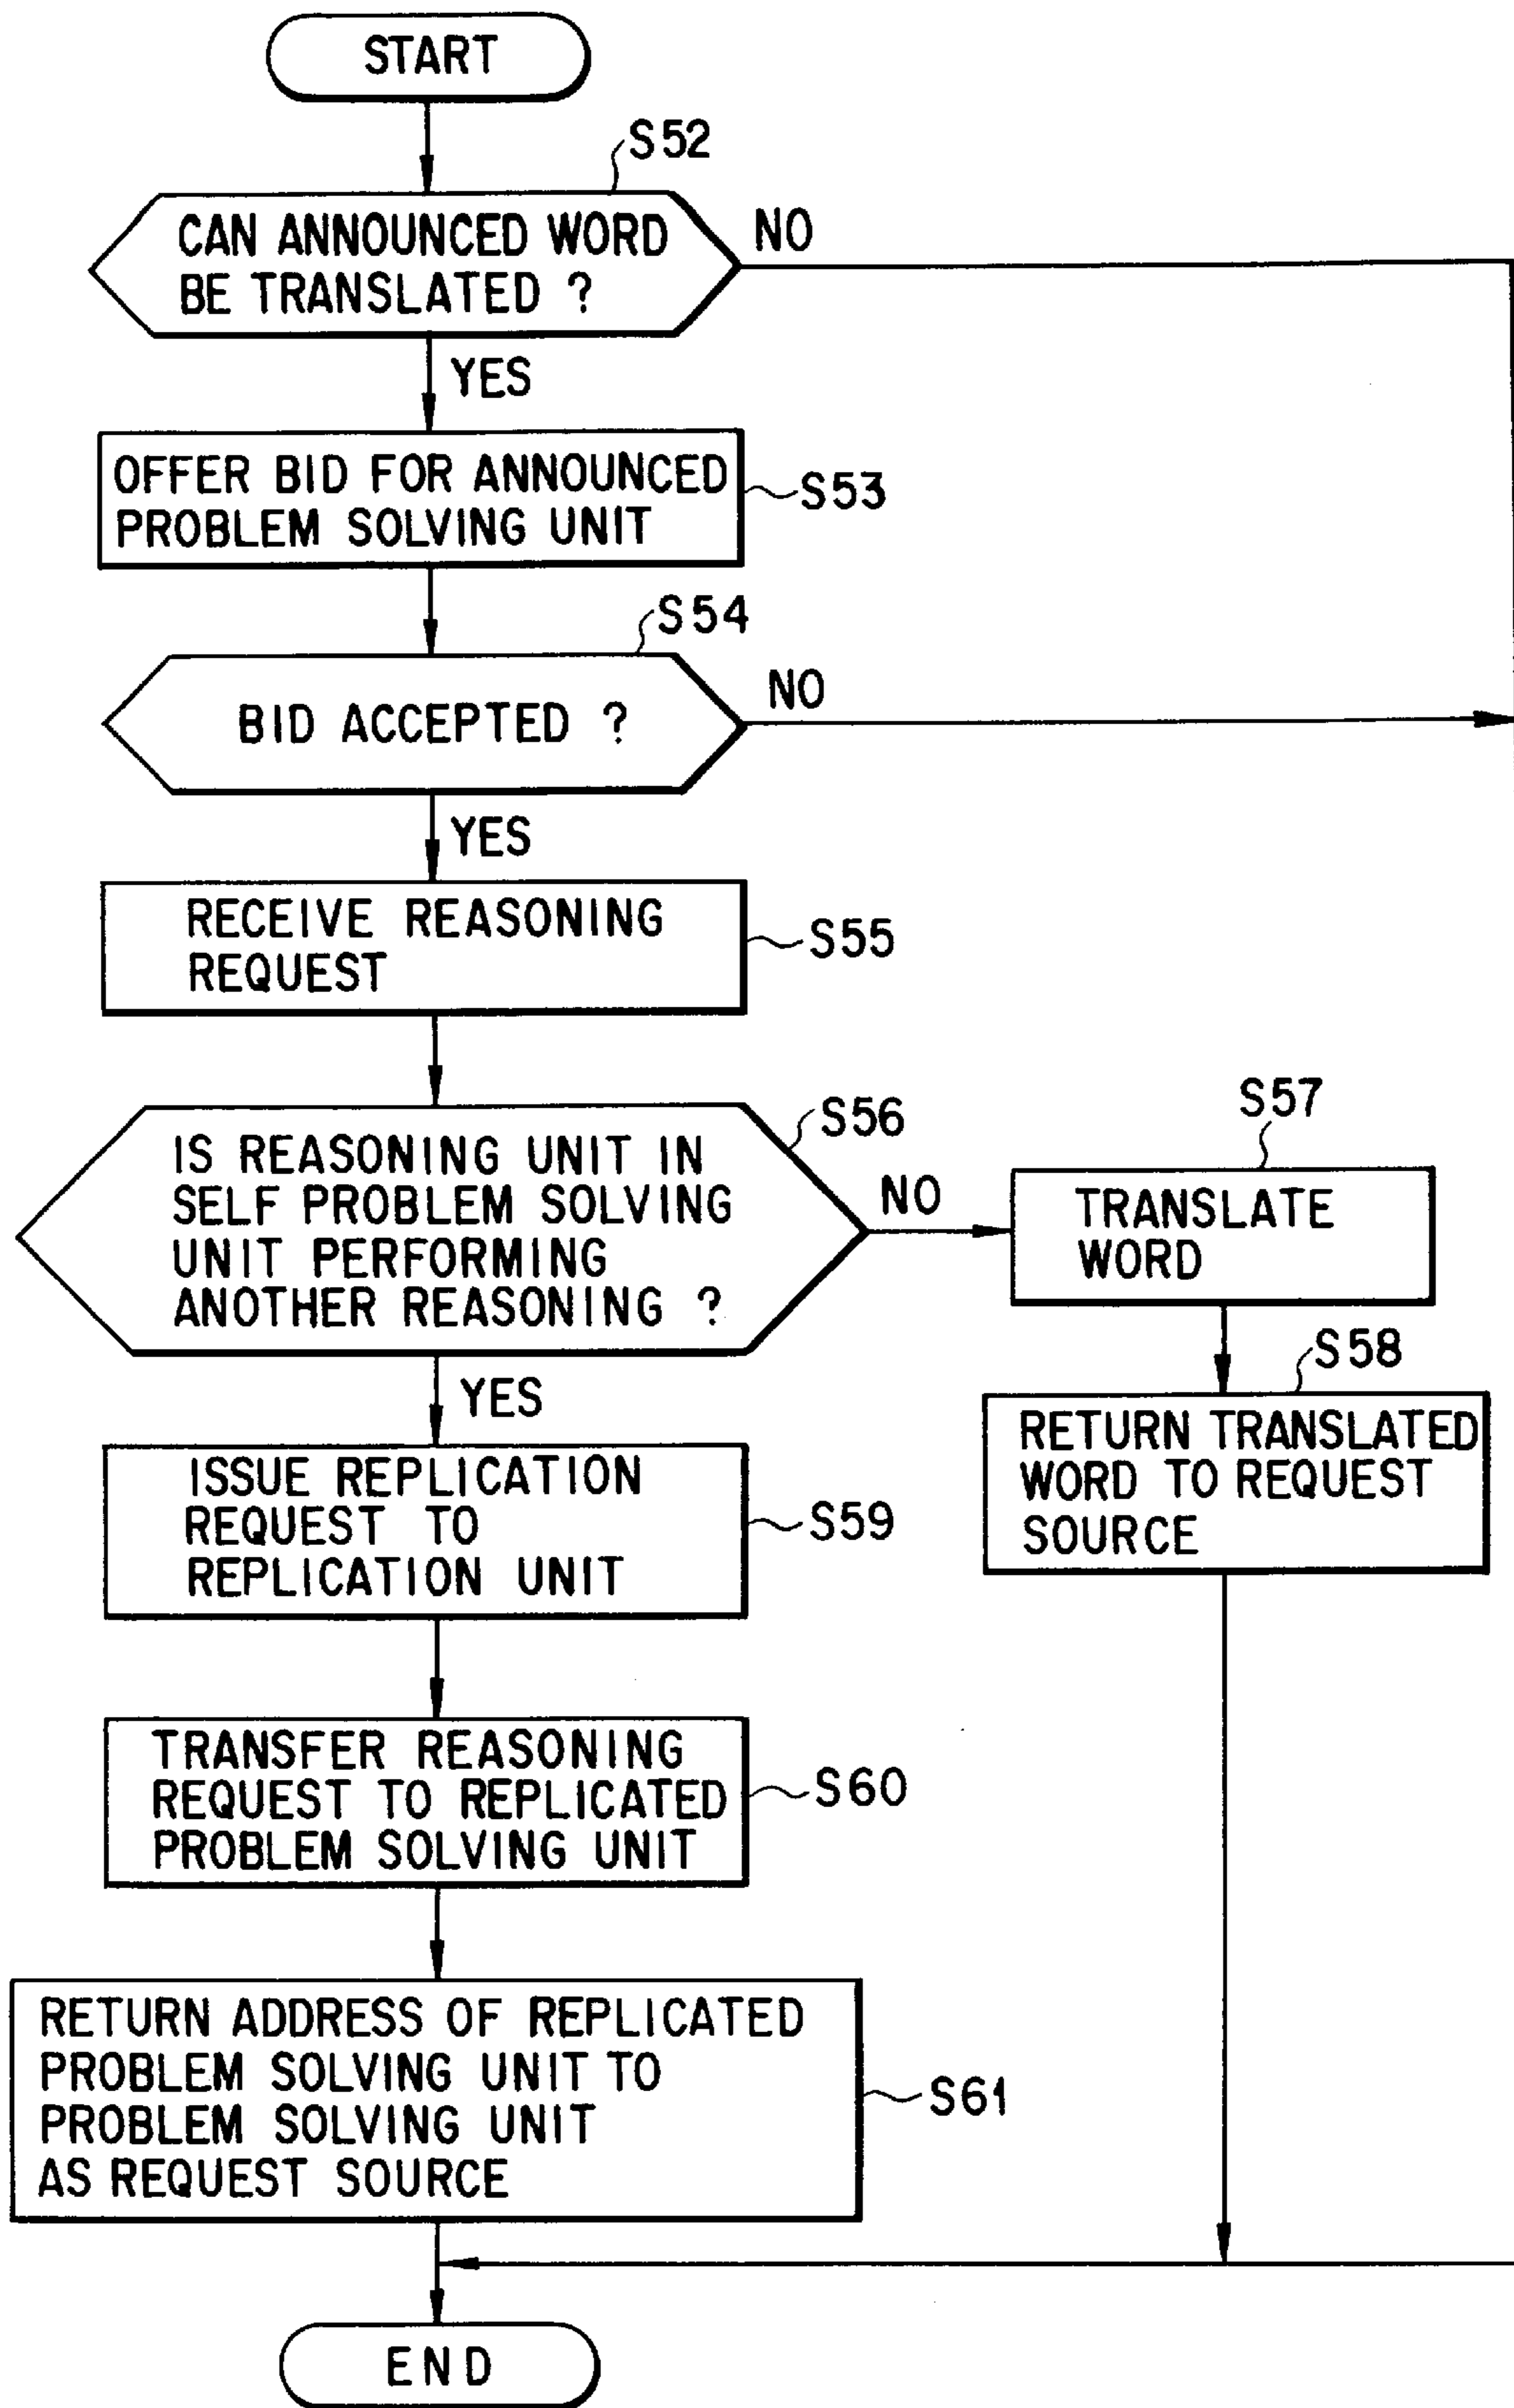 START
S52
CAN ANNOUNCED WORD
BE TRANSLATED ?
NO
YES
OFFER BID FOR ANNOUNCED
PROBLEM SOLVING UNIT
S53
S54
BID ACCEPTED ?
NO
YES
RECEIVE REASONING
REQUEST
S55
S56
IS REASONING UNIT IN
SELF PROBLEM SOLVING
UNIT PERFORMING
ANOTHER REASONING ?
NO
S57
TRANSLATE
WORD
S58
RETURN TRANSLATED
WORD TO REQUEST
SOURCE
YES
ISSUE REPLICATION
REQUEST TO
REPLICATION UNIT
S59
TRANSFER REASONING
REQUEST TO REPLICATED
PROBLEM SOLVING UNIT
S60
RETURN ADDRESS OF REPLICATED
PROBLEM SOLVING UNIT TO
PROBLEM SOLVING UNIT
AS REQUEST SOURCE
S61
END